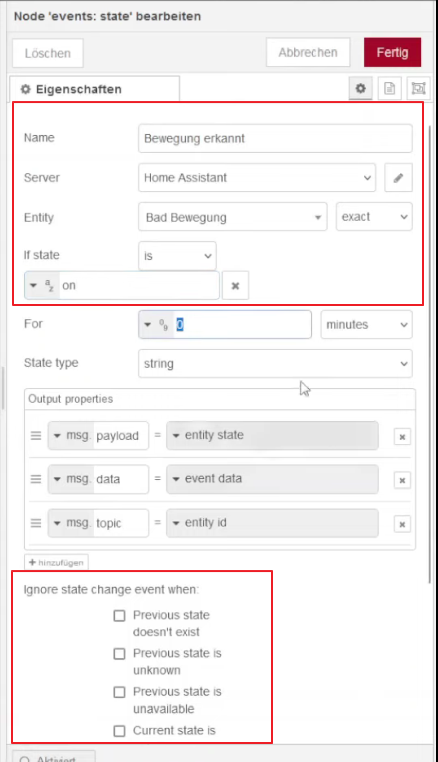 Node 'events: state' bearbeiten
Löschen
Abbrechen
Fertig
Eigenschaften
Name
Bewegung erkannt
Server
Home Assistant
Entity
Bad Bewegung
exact
If state
is
on
For
0
minutes
State type
string
Output properties
msg. payload = entity state
msg. data = event data
msg. topic = entity id
hinzufügen
Ignore state change event when:
Previous state
doesn't exist
Previous state is
unknown
Previous state is
unavailable
Current state is
Aktiviert